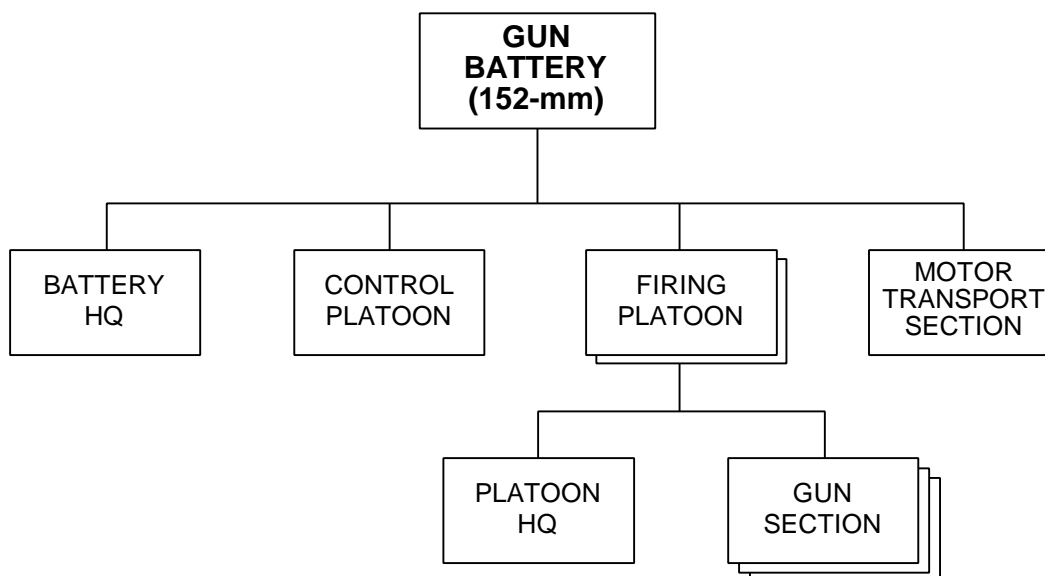 GUN
BATTERY
(152-mm)
BATTERY
HQ
CONTROL
PLATOON
FIRING
PLATOON
MOTOR
TRANSPORT
SECTION
PLATOON
HQ
GUN
SECTION